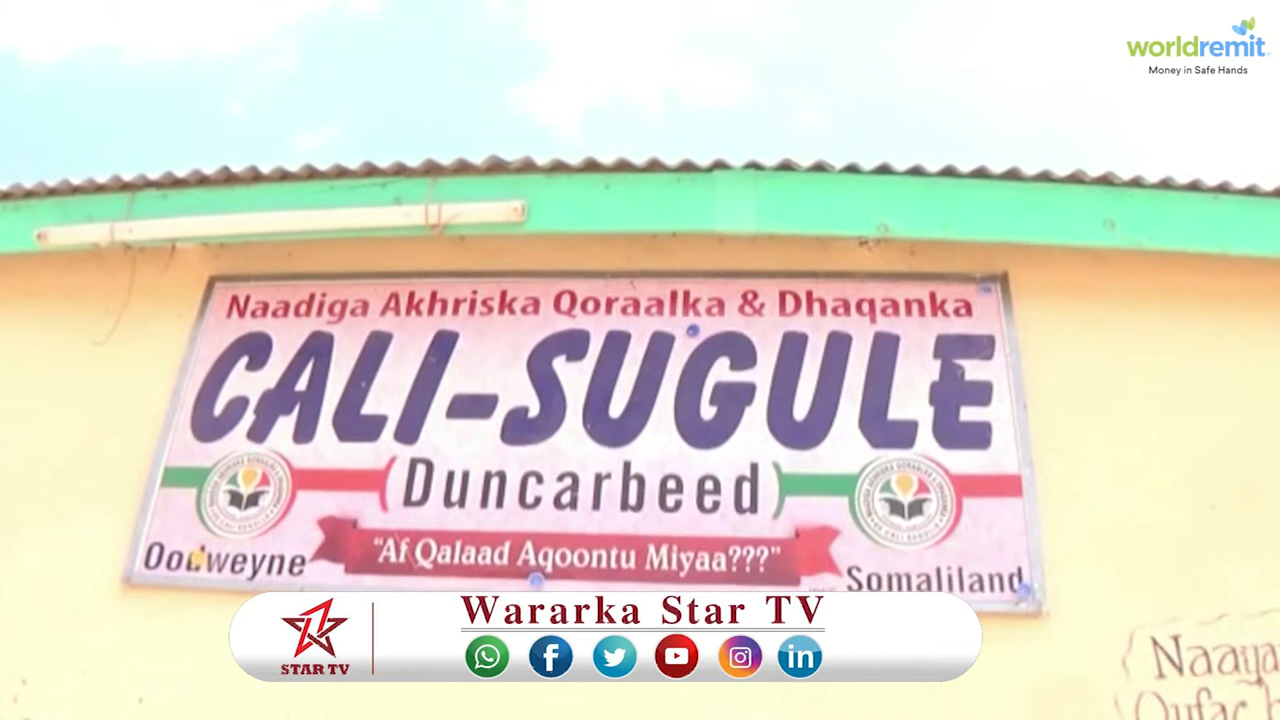 worldremit
Money in Safe Hands
Naadiga Akhriska Qoraalka & Dhaqanka
CALI-SUGULE
(Duncarbeed)
Oodweyne
"Af Qalaad Aqoontu Miyaa???"
Somaliland
Wararka Star TV
STAR TV
Naaya